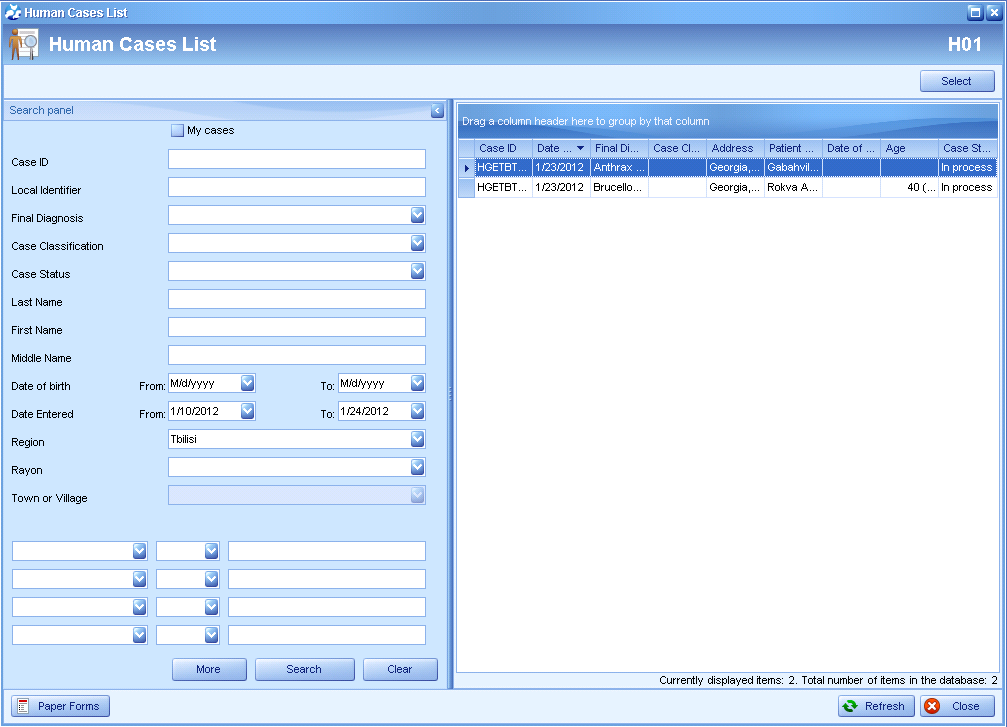 Human Cases List
Human Cases List H01
Select
Search panel
My cases
Case ID
Local Identifier
Final Diagnosis
Case Classification
Case Status
Last Name
First Name
Middle Name
Date of birth From: M/d/yyyy To: M/d/yyyy
Date Entered From: 1/10/2012 To: 1/24/2012
Region Tbilisi
Rayon
Town or Village
More Search Clear
Drag a column header here to group by that column
Case ID Date ... Final Di... Case Cl... Address Patient ... Date of ... Age Case St...
HGETBT... 1/23/2012 Anthrax ... Georgia,... Gabahvil... In process
HGETBT... 1/23/2012 Brucello... Georgia,... Rokva A... 40 (... In process
Currently displayed items: 2. Total number of items in the database: 2
Paper Forms Refresh Close